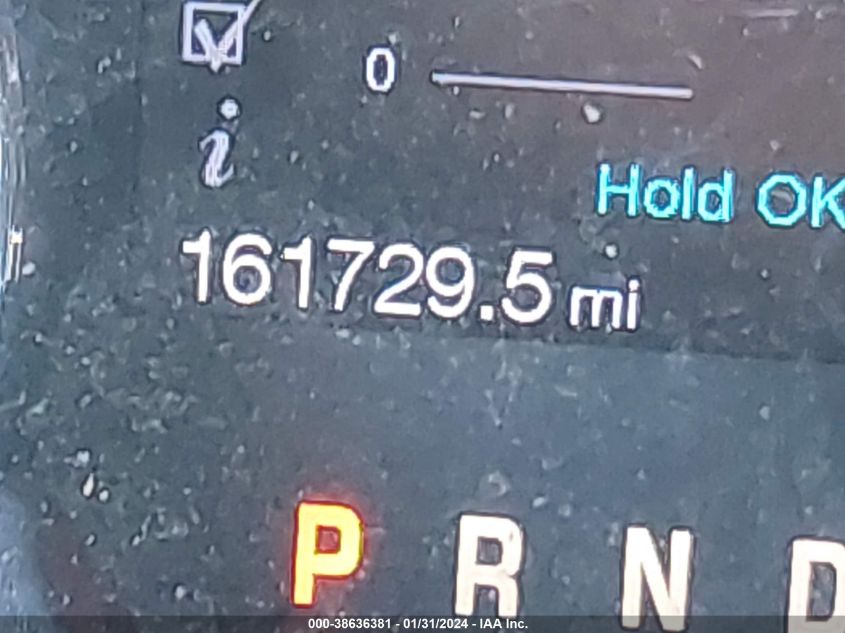 0
Hold OK
161729.5 mi
P R N D
000-38636381 - 01/31/2024 - IAA Inc.